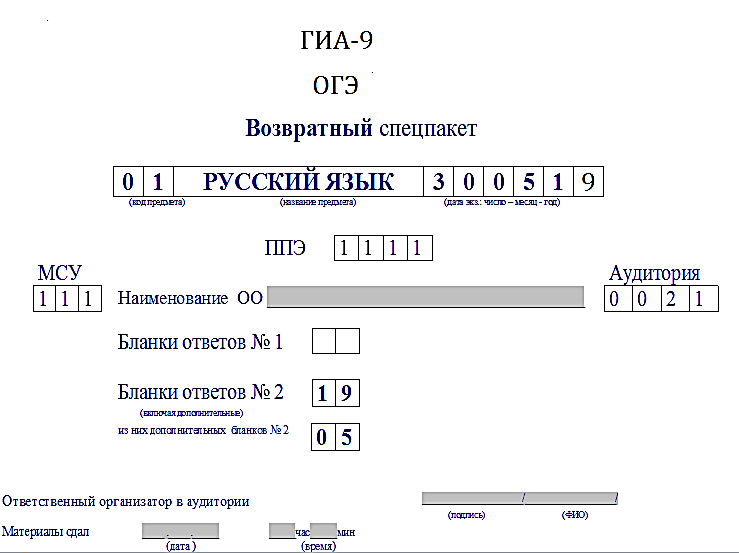 ГИА-9
ОГЭ
Возвратный спецпакет
0 1 РУССКИЙ ЯЗЫК 3 0 0 5 1 9
(код предмета) (название предмета) (дата экз.: число – месяц - год)
ППЭ 1 1 1 1
МСУ Аудитория
1 1 1 Наименование ОО 0 0 2 1
Бланки ответов № 1
Бланки ответов № 2 1 9
(включая дополнительные)
из них дополнительных бланков № 2 0 5
Ответственный организатор в аудитории / /
(подпись) (ФИО)
Материалы сдал . . час мин
(дата ) (время)